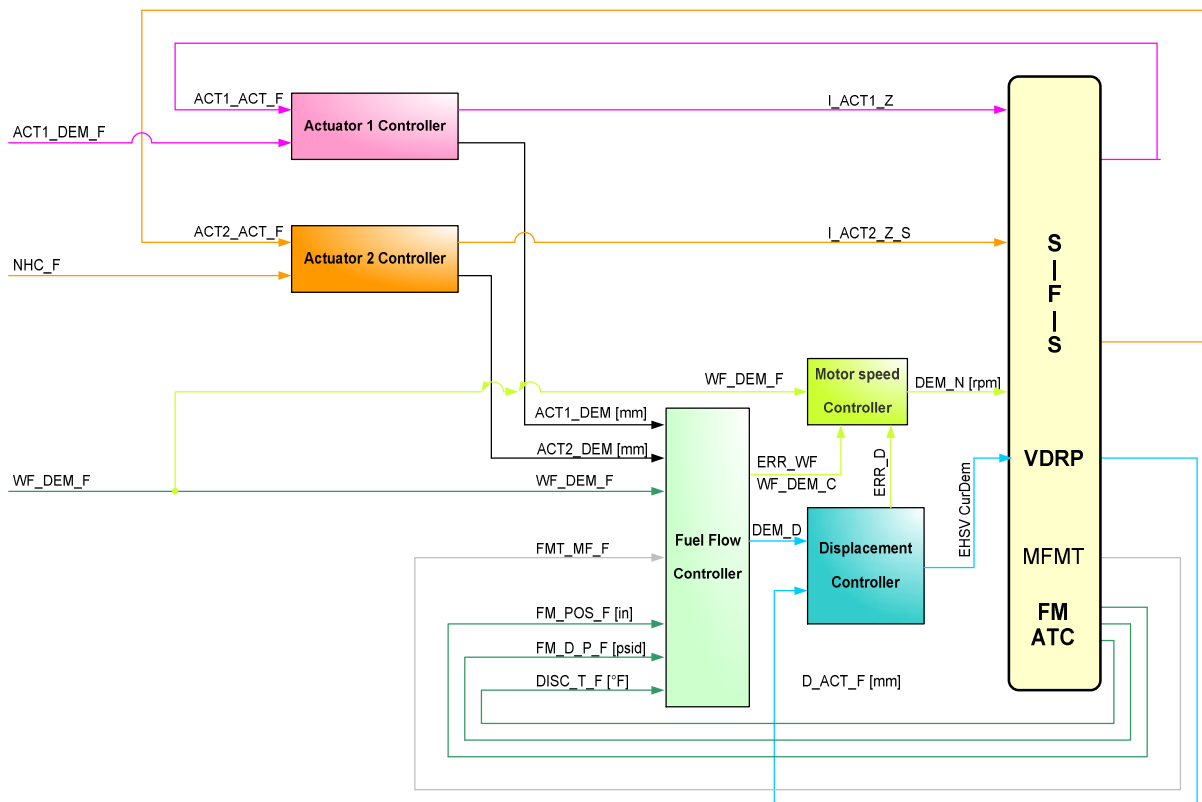 ACT1_ACT_F
I_ACT1_Z
Actuator 1 Controller
ACT1_DEM_F
ACT2_ACT_F
I_ACT2_Z_S
Actuator 2 Controller
NHC_F
S
I
F
I
S
WF_DEM_F
Motor speed
Controller
DEM_N [rpm]
ACT1_DEM [mm]
ACT2_DEM [mm]
ERR_WF
WF_DEM_C
ERR_D
VDRP
WF_DEM_F
WF_DEM_F
EHSV CurDem
DEM_D
Fuel Flow
Controller
Displacement
Controller
FMT_MF_F
MFMT
FM_POS_F [in]
FM
ATC
FM_D_P_F [psid]
DISC_T_F [°F]
D_ACT_F [mm]